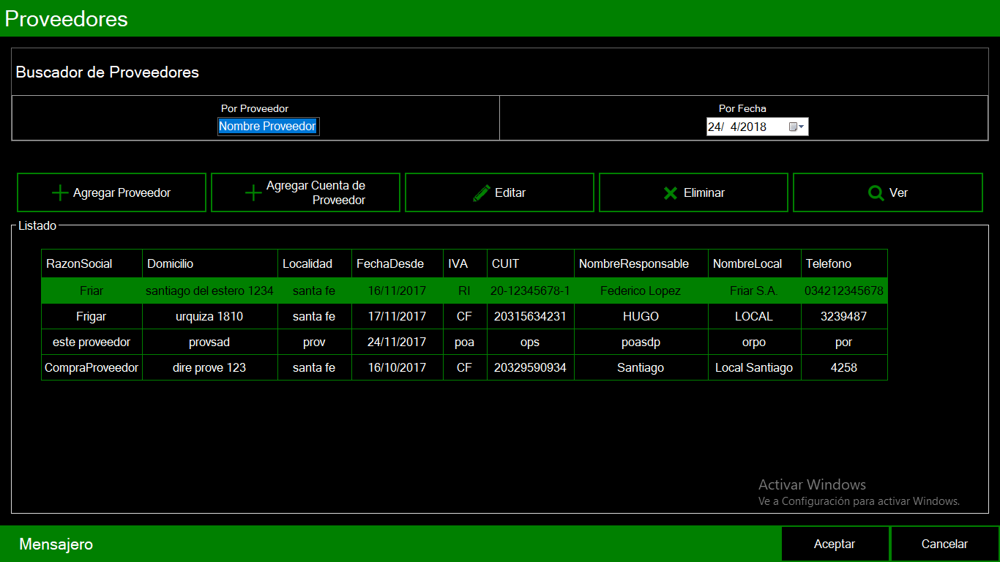 Proveedores
Buscador de Proveedores
Por Proveedor
Nombre Proveedor
Por Fecha
24/ 4/2018
Agregar Proveedor
Agregar Cuenta de
Proveedor
Editar
Eliminar
Ver
Listado
RazonSocial Domicilio Localidad FechaDesde IVA CUIT NombreResponsable NombreLocal Telefono
Friar santiago del estero 1234 santa fe 16/11/2017 RI 20-12345678-1 Federico Lopez Friar S.A. 034212345678
Frigar urquiza 1810 santa fe 17/11/2017 CF 20315634231 HUGO LOCAL 3239487
este proveedor provsad prov 24/11/2017 poa ops poasdp orpo por
CompraProveedor dire prove 123 santa fe 16/10/2017 CF 20329590934 Santiago Local Santiago 4258
Activar Windows
Ve a Configuración para activar Windows.
Mensajero
Aceptar
Cancelar